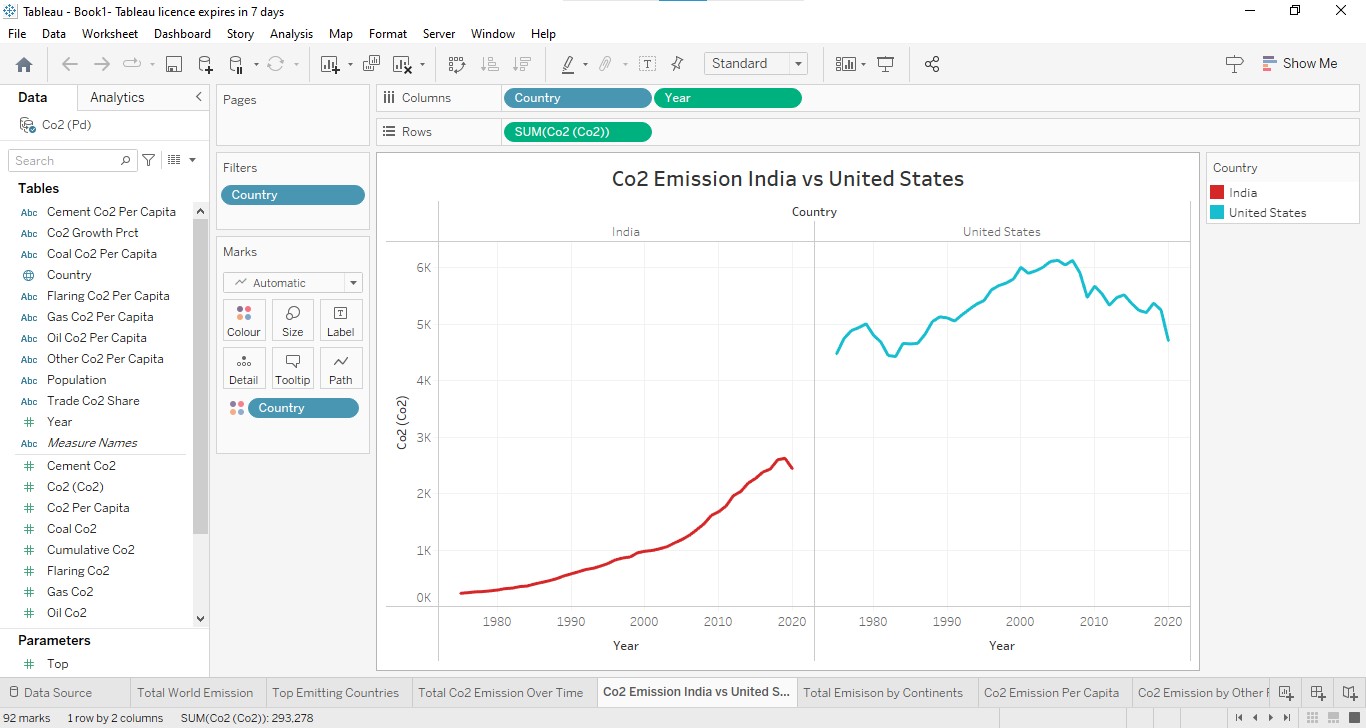 Tableau - Book1- Tableau licence expires in 7 days
File Data Worksheet Dashboard Story Analysis Map Format Server Window Help
Standard
Show Me
Data Analytics
Co2 (Pd)
Search
Tables
Abc Cement Co2 Per Capita
Abc Co2 Growth Prct
Abc Coal Co2 Per Capita
Country
Abc Flaring Co2 Per Capita
Abc Gas Co2 Per Capita
Abc Oil Co2 Per Capita
Abc Other Co2 Per Capita
Abc Population
Abc Trade Co2 Share
# Year
Abc Measure Names
# Cement Co2
# Co2 (Co2)
# Co2 Per Capita
# Coal Co2
# Cumulative Co2
# Flaring Co2
# Gas Co2
# Oil Co2
Parameters
# Top
Pages
Filters
Country
Marks
Automatic
Colour Size Label
Detail Tooltip Path
Country
Columns Country Year
Rows SUM(Co2 (Co2))
Co2 Emission India vs United States
Country
India United States
6K
5K
4K
3K
2K
1K
0K
Co2 (Co2)
1980 1990 2000 2010 2020 1980 1990 2000 2010 2020
Year Year
Country
India
United States
Data Source Total World Emission Top Emitting Countries Total Co2 Emission Over Time Co2 Emission India vs United S... Total Emisison by Continents Co2 Emission Per Capita Co2 Emission by Other F
92 marks 1 row by 2 columns SUM(Co2 (Co2)): 293.278